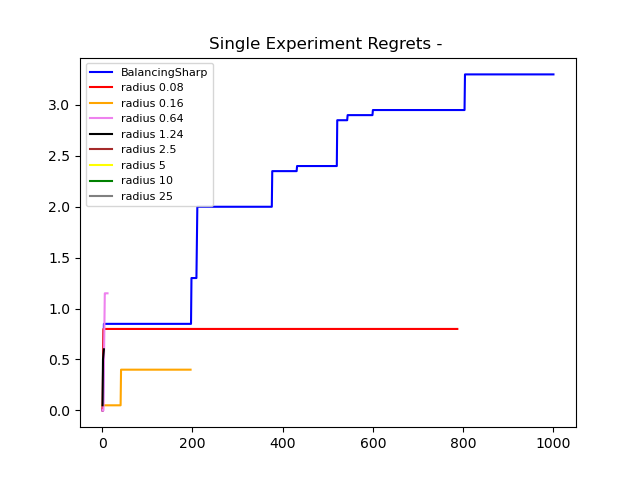 Single Experiment Regrets -
BalancingSharp
radius 0.08
radius 0.16
radius 0.64
radius 1.24
radius 2.5
radius 5
radius 10
radius 25
3.0
2.5
2.0
1.5
1.0
0.5
0.0
0 200 400 600 800 1000